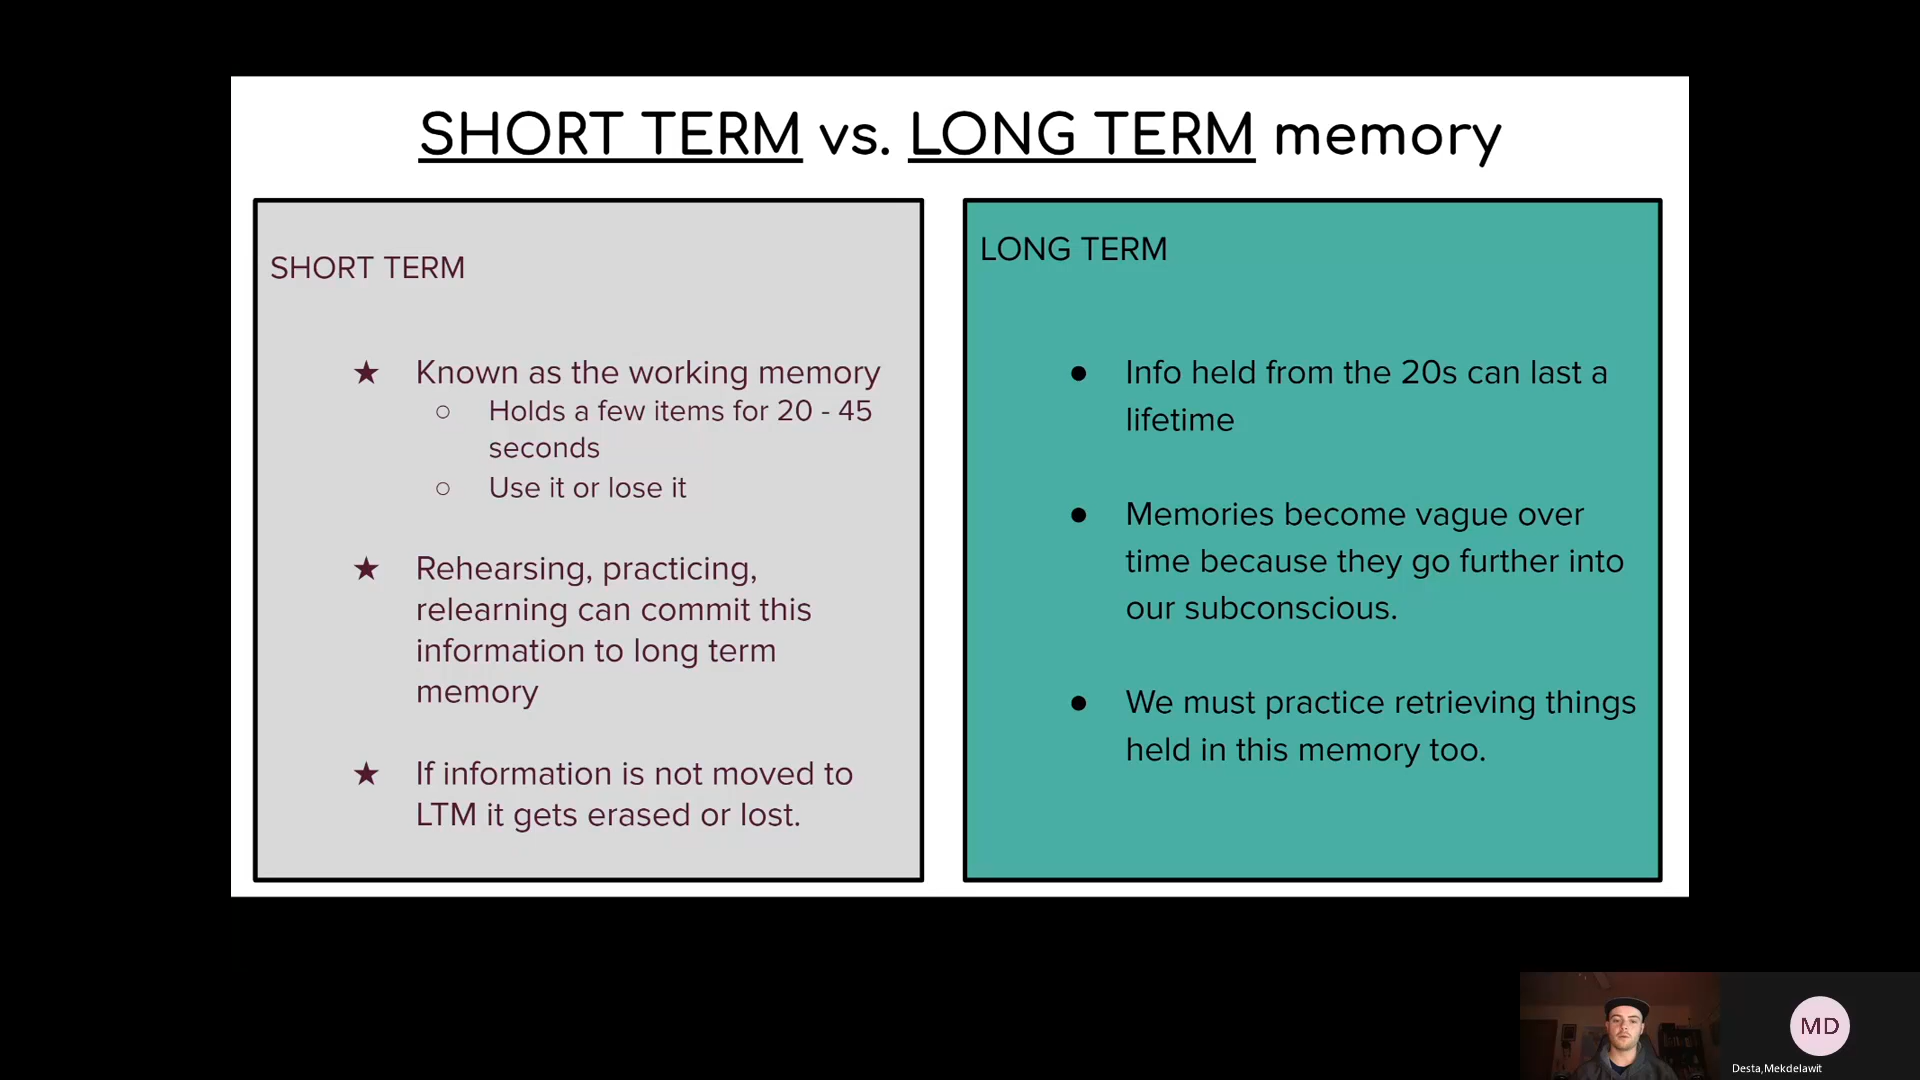 SHORT TERM vs. LONG TERM memory
SHORT TERM
★ Known as the working memory
○ Holds a few items for 20 - 45
seconds
○ Use it or lose it
★ Rehearsing, practicing,
relearning can commit this
information to long term
memory
★ If information is not moved to
LTM it gets erased or lost.
LONG TERM
● Info held from the 20s can last a
lifetime
● Memories become vague over
time because they go further into
our subconscious.
● We must practice retrieving things
held in this memory too.
MD
Desta,Mekdelawit